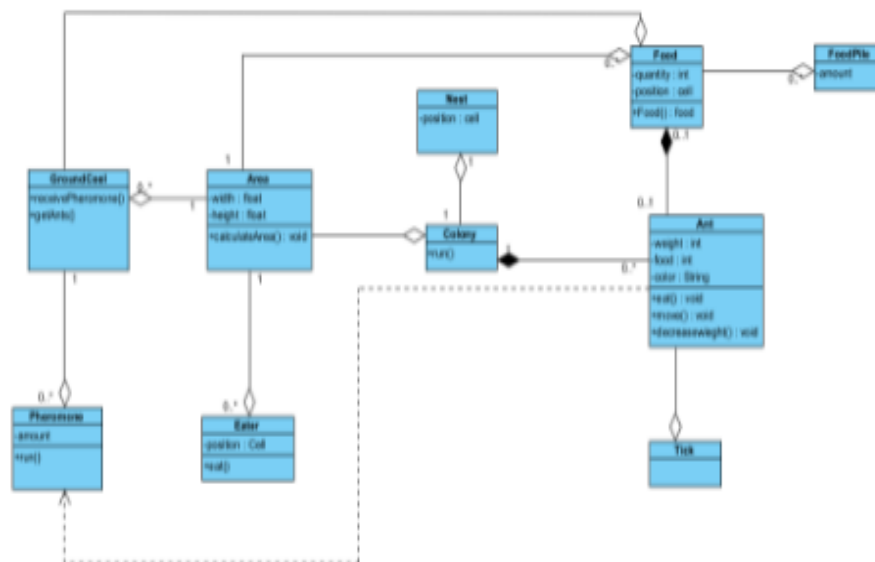 Food
-quantity : int
-position : cell
+Food() : food
0..*
FoodPile
-amount
0..*
Nest
-position : cell
1
0..1
0..1
1
GroundCeel
+receivePheromone()
+getAnts()
0..*
1
Area
-width : float
-height : float
+calculateArea() : void
1
Colony
+run()
1
0..*
Ant
-weight : int
-food : int
-color : String
+eat() : void
+move() : void
+decreaseweight() : void
1
1
0..*
0..*
Pheromone
-amount
+run()
Eater
-position : Cell
+eat()
Tick